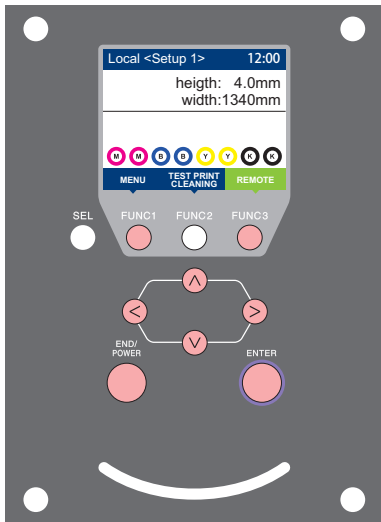 Local <Setup 1> 12:00
heigth: 4.0mm
width:1340mm
M M B B Y Y K K
MENU TEST PRINT CLEANING REMOTE
SEL FUNC1 FUNC2 FUNC3
END/
POWER
ENTER